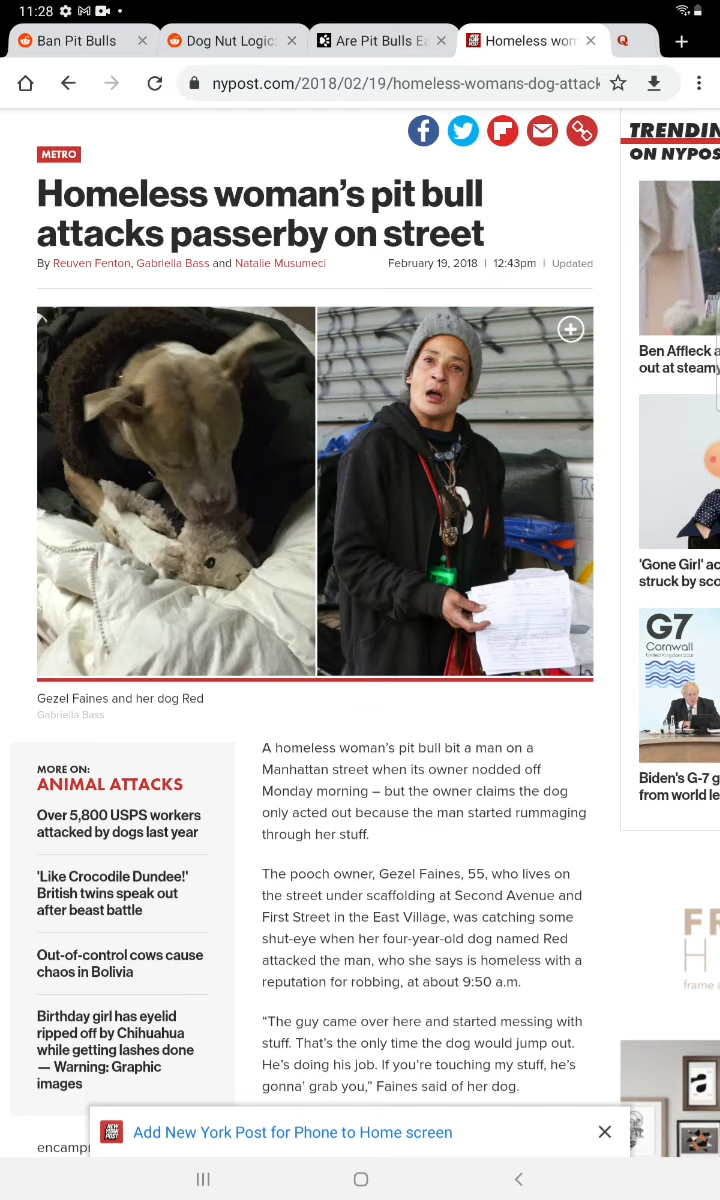 11:28
Ban Pit Bulls
Dog Nut Logic:
Are Pit Bulls Ea
Homeless wom
nypost.com/2018/02/19/homeless-womans-dog-attack
METRO
Homeless woman's pit bull
attacks passerby on street
By Reuven Fenton, Gabriella Bass and Natalie Musumeci
February 19, 2018 | 12:43pm | Updated
Gezel Faines and her dog Red
Gabriella Bass
MORE ON:
ANIMAL ATTACKS
Over 5,800 USPS workers
attacked by dogs last year
'Like Crocodile Dundee!'
British twins speak out
after beast battle
Out-of-control cows cause
chaos in Bolivia
Birthday girl has eyelid
ripped off by Chihuahua
while getting lashes done
— Warning: Graphic
images
A homeless woman's pit bull bit a man on a
Manhattan street when its owner nodded off
Monday morning – but the owner claims the dog
only acted out because the man started rummaging
through her stuff.
The pooch owner, Gezel Faines, 55, who lives on
the street under scaffolding at Second Avenue and
First Street in the East Village, was catching some
shut-eye when her four-year-old dog named Red
attacked the man, who she says is homeless with a
reputation for robbing, at about 9:50 a.m.
“The guy came over here and started messing with
stuff. That's the only time the dog would jump out.
He's doing his job. If you're touching my stuff, he's
gonna' grab you,” Faines said of her dog.
encamp
TRENDIN
ON NYPOS
Ben Affleck a
out at steamy
'Gone Girl' ac
struck by sco
G7
Cornwall
Biden's G-7 g
from world le
FR
H
frame a
NEW YORK POST
Add New York Post for Phone to Home screen